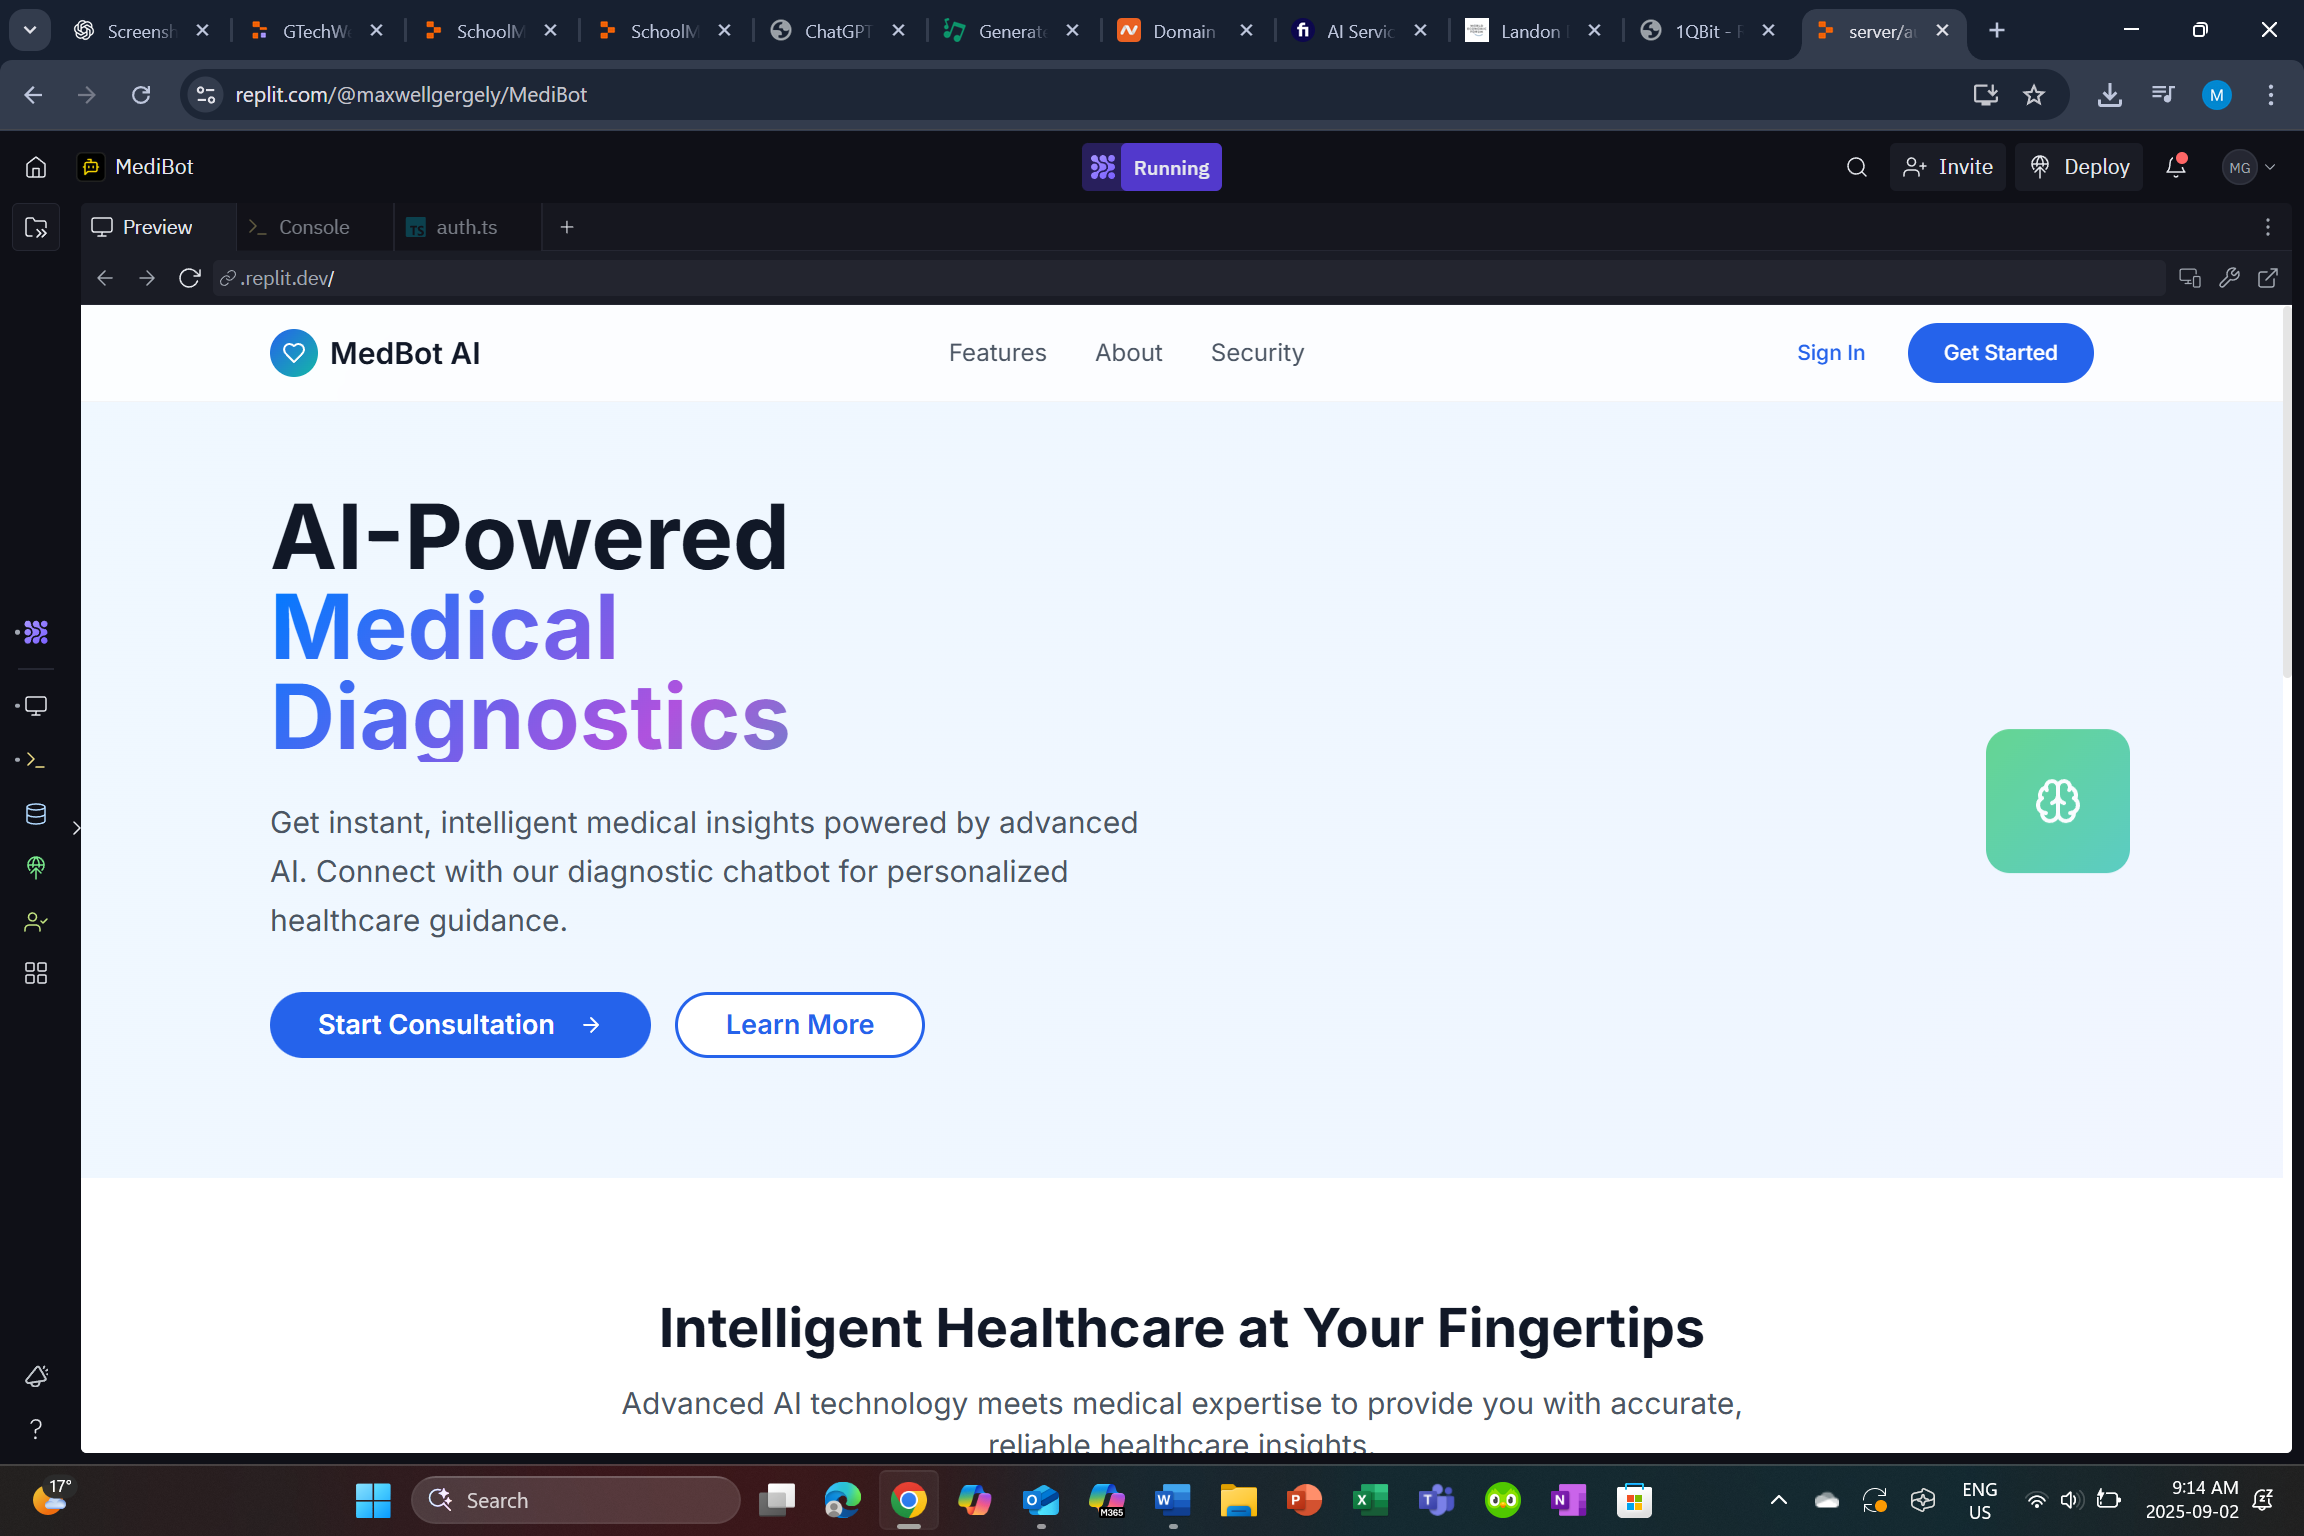 Screensh
GTechWe
SchoolM
SchoolM
ChatGPT
Generate
Domain
AI Servic
Landon
1QBit -
server/a
replit.com/@maxwellgergely/MediBot
M
MediBot
Running
Invite
Deploy
MG
Preview
Console
TS auth.ts
.replit.dev/
MedBot AI
Features
About
Security
Sign In
Get Started
AI-Powered
Medical
Diagnostics
Get instant, intelligent medical insights powered by advanced
AI. Connect with our diagnostic chatbot for personalized
healthcare guidance.
Start Consultation
Learn More
Intelligent Healthcare at Your Fingertips
Advanced AI technology meets medical expertise to provide you with accurate,
reliable healthcare insights.
17°
Search
M365
ENG
US
9:14 AM
2025-09-02